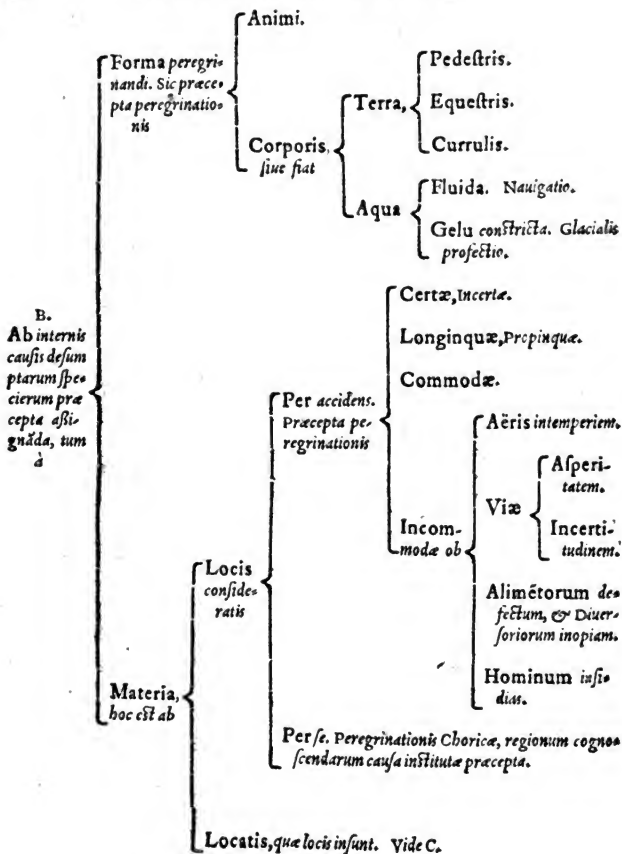 Animi.
Forma peregri-
nandi. Sic præce-
pta peregrinatio-
nis
Corporis,
ſiue fiat
Terra,
Pedeſtris.
Equeſtris.
Currulis.
Aqua
Fluida. Nauigatio.
Gelu conſtricta. Glacialis
profectio.
B.
Ab internis
cauſis deſum
ptarum ſpe-
cierum præ
cepta aßi-
gnãda, tum
à
Materia,
hoc est ab
Locis
conſide-
ratis
Per accidens.
Præcepta pe-
regrinationis
Certæ, Incertæ.
Longinquæ, Propinquæ.
Commodæ.
Incom-
modæ ob
Aëris intemperiem.
Viæ
Aſperi-
tatem.
Incerti-
tudinem.
Alimẽtorum de-
fectum, & Diuer-
ſoriorum inopiam.
Hominum inſi-
dias.
Per ſe. Peregrinationis Choricæ, regionum cogno-
ſcendarum cauſa inſtitutæ præcepta.
Locatis, quæ locis inſunt. Vide C.